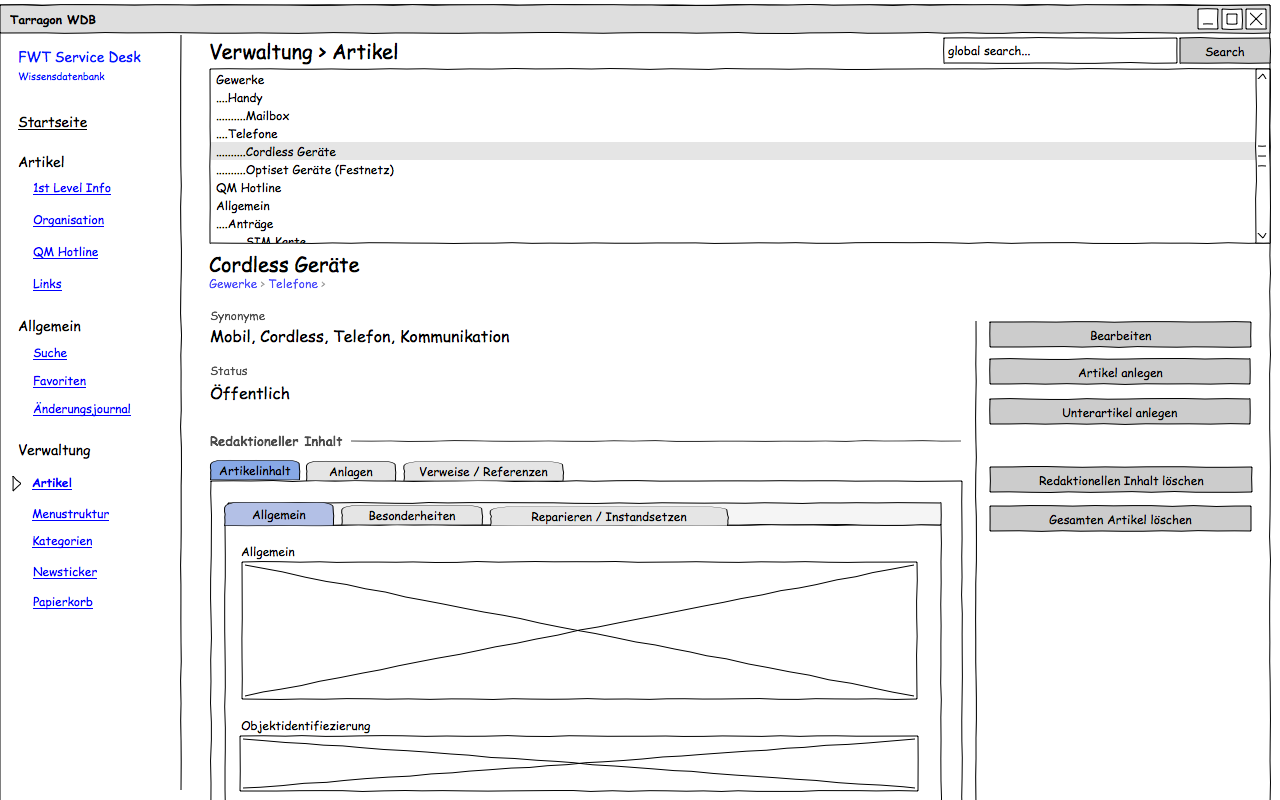 Tarragon WDB
FWT Service Desk
Wissensdatenbank
Startseite
Artikel
1st Level Info
Organisation
QM Hotline
Links
Allgemein
Suche
Favoriten
Änderungsjournal
Verwaltung
Artikel
Menustruktur
Kategorien
Newsticker
Papierkorb
Verwaltung > Artikel
global search...
Search
Gewerke
....Handy
..........Mailbox
....Telefone
..........Cordless Geräte
..........Optiset Geräte (Festnetz)
QM Hotline
Allgemein
....Anträge
..........SIM Karte
Cordless Geräte
Gewerke > Telefone >
Synonyme
Mobil, Cordless, Telefon, Kommunikation
Status
Öffentlich
Redaktioneller Inhalt
Artikelinhalt Anlagen Verweise / Referenzen
Allgemein Besonderheiten Reparieren / Instandsetzen
Allgemein
Objektidentifiezierung
Bearbeiten
Artikel anlegen
Unterartikel anlegen
Redaktionellen Inhalt löschen
Gesamten Artikel löschen